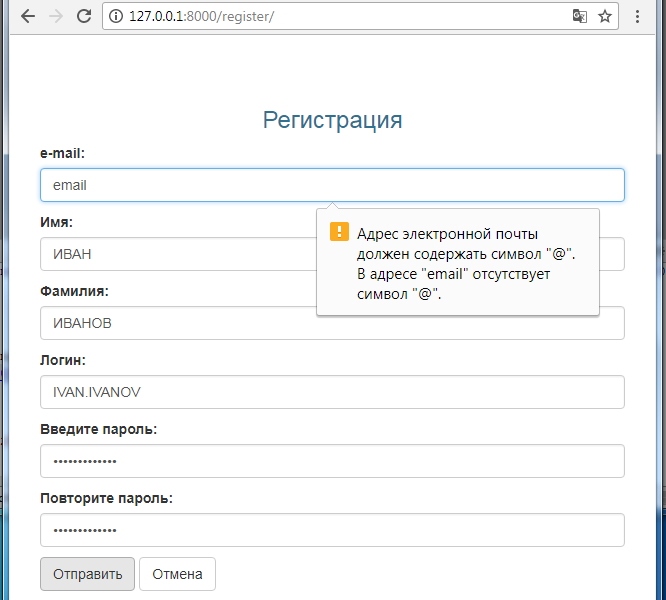 127.0.0.1:8000/register/
Регистрация
e-mail:
email
Адрес электронной почты
должен содержать символ "@".
В адресе "email" отсутствует
символ "@".
Имя:
ИВАН
Фамилия:
ИВАНОВ
Логин:
IVAN.IVANOV
Введите пароль:
•••••••••••••
Повторите пароль:
•••••••••••••
Отправить Отмена